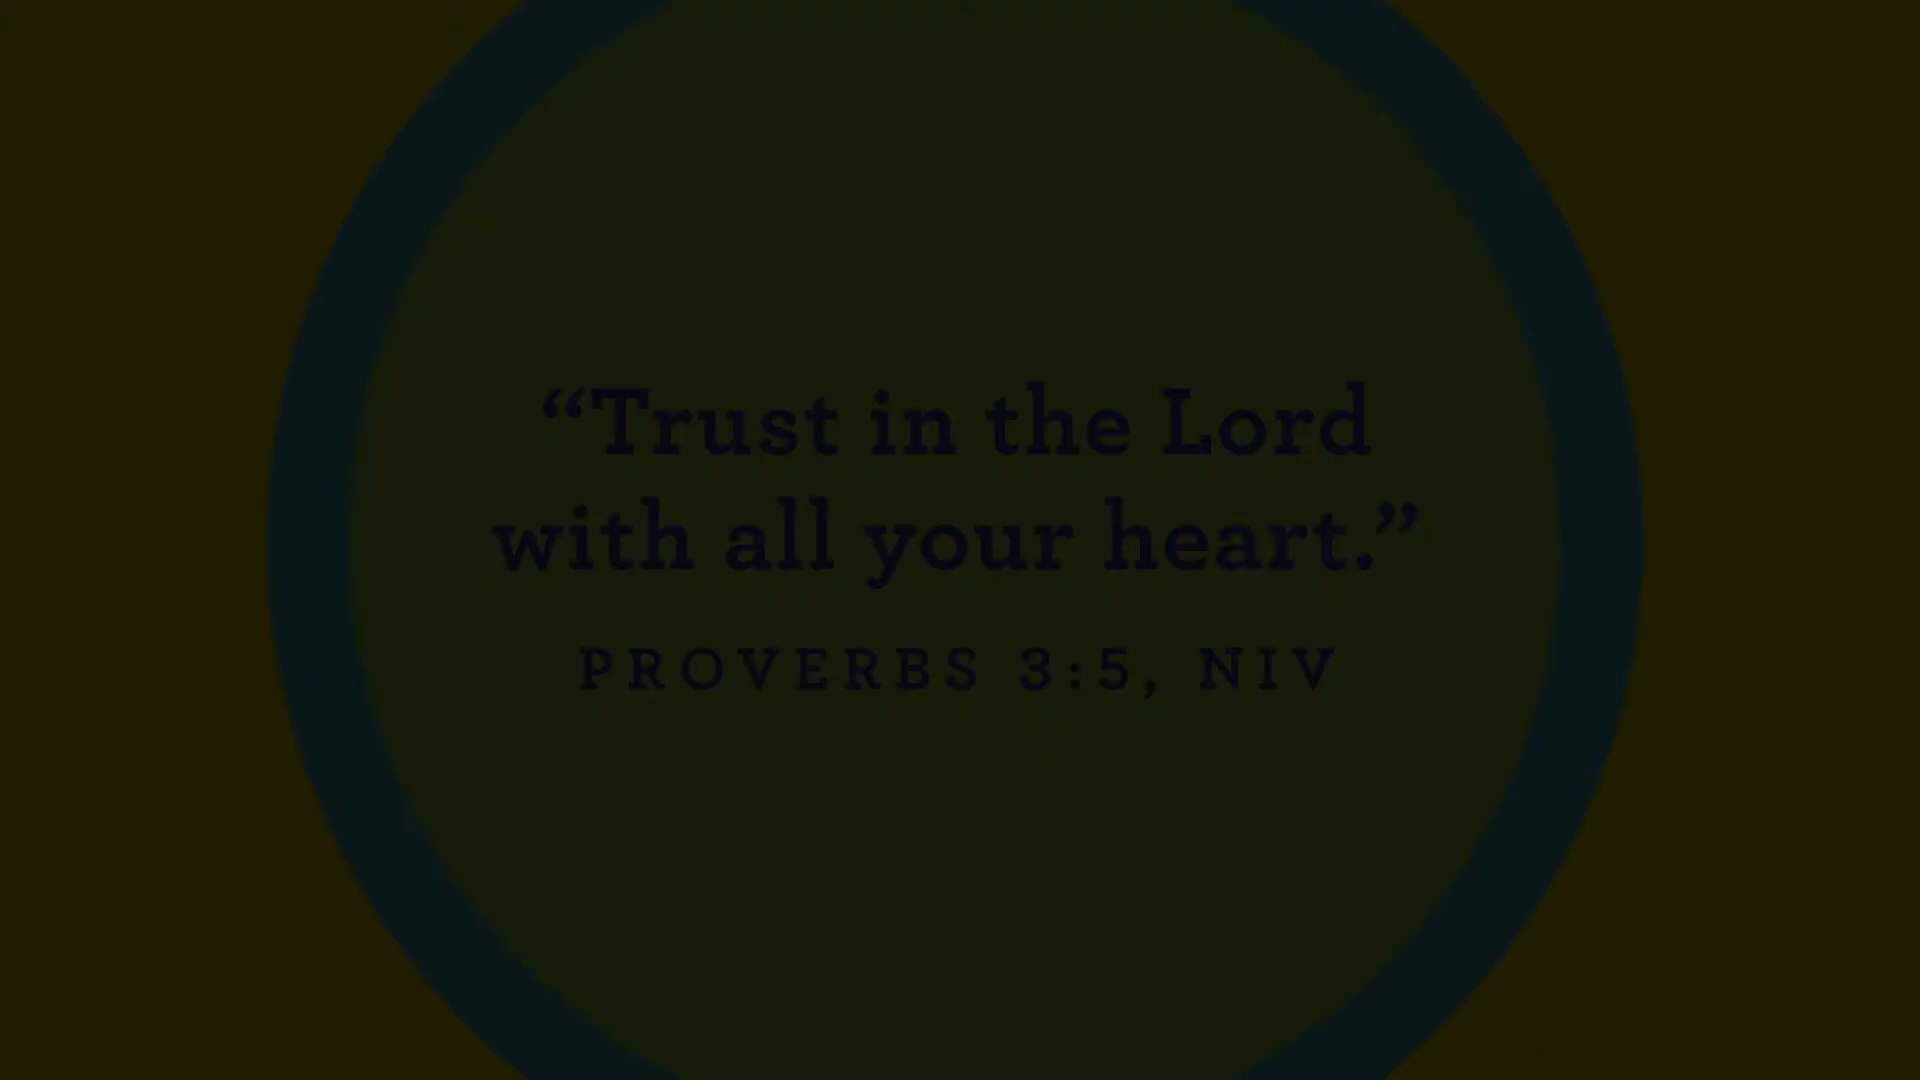 “Trust in the Lord
with all your heart.”
PROVERBS 3:5, NIV